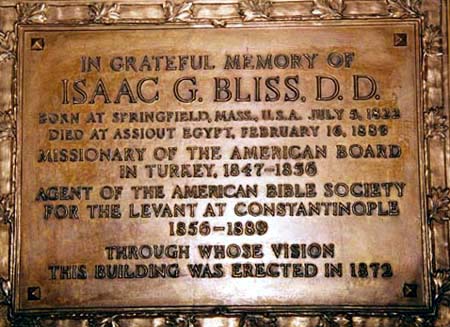 IN GRATEFUL MEMORY OF
ISAAC G. BLISS, D. D.
BORN AT SPRINGFIELD, MASS., U.S.A. JULY 5, 1822
DIED AT ASSIOUT EGYPT, FEBRUARY 16, 1889
MISSIONARY OF THE AMERICAN BOARD
IN TURKEY, 1847-1856
AGENT OF THE AMERICAN BIBLE SOCIETY
FOR THE LEVANT AT CONSTANTINOPLE
1856-1889
THROUGH WHOSE VISION
THIS BUILDING WAS ERECTED IN 1872